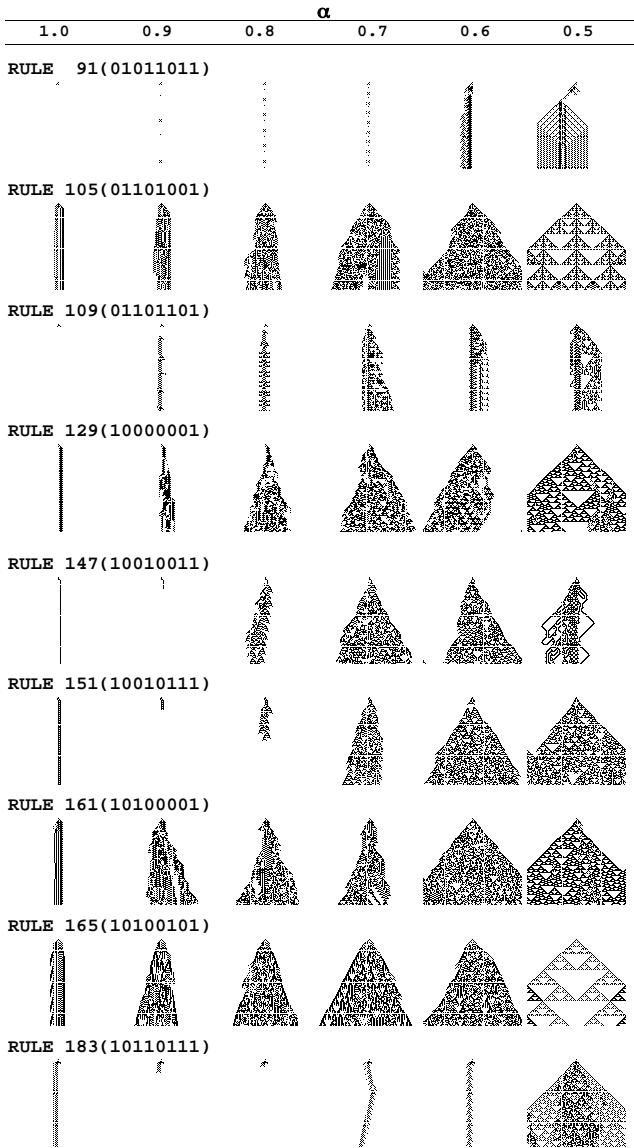 α
1.0 0.9 0.8 0.7 0.6 0.5
RULE 91(01011011)
RULE 105(01101001)
RULE 109(01101101)
RULE 129(10000001)
RULE 147(10010011)
RULE 151(10010111)
RULE 161(10100001)
RULE 165(10100101)
RULE 183(10110111)